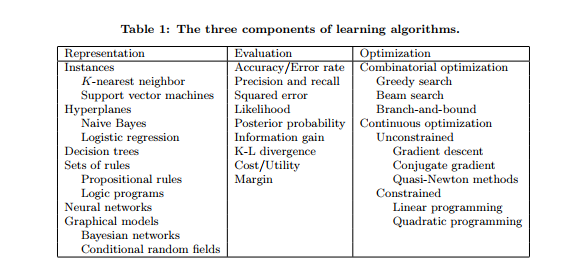 Table 1: The three components of learning algorithms.
Representation Evaluation Optimization
Instances Accuracy/Error rate Combinatorial optimization
K-nearest neighbor Precision and recall Greedy search
Support vector machines Squared error Beam search
Hyperplanes Likelihood Branch-and-bound
Naive Bayes Posterior probability Continuous optimization
Logistic regression Information gain Unconstrained
Decision trees K-L divergence Gradient descent
Sets of rules Cost/Utility Conjugate gradient
Propositional rules Margin Quasi-Newton methods
Logic programs Constrained
Neural networks Linear programming
Graphical models Quadratic programming
Bayesian networks
Conditional random fields